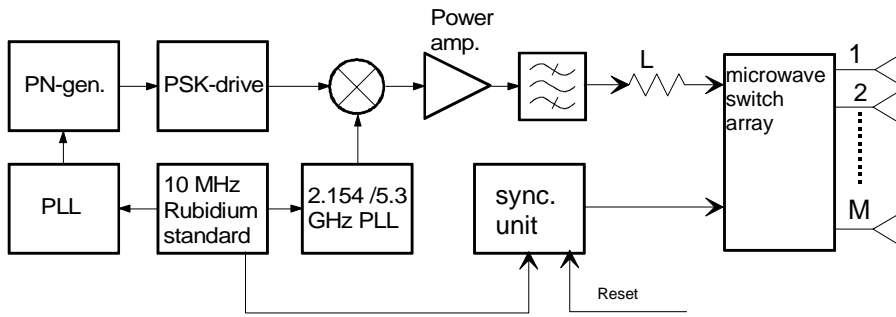 Power
amp.
PN-gen.
PSK-drive
L
microwave
switch
array
1
2
M
PLL
10 MHz
Rubidium
standard
2.154 /5.3
GHz PLL
sync.
unit
Reset